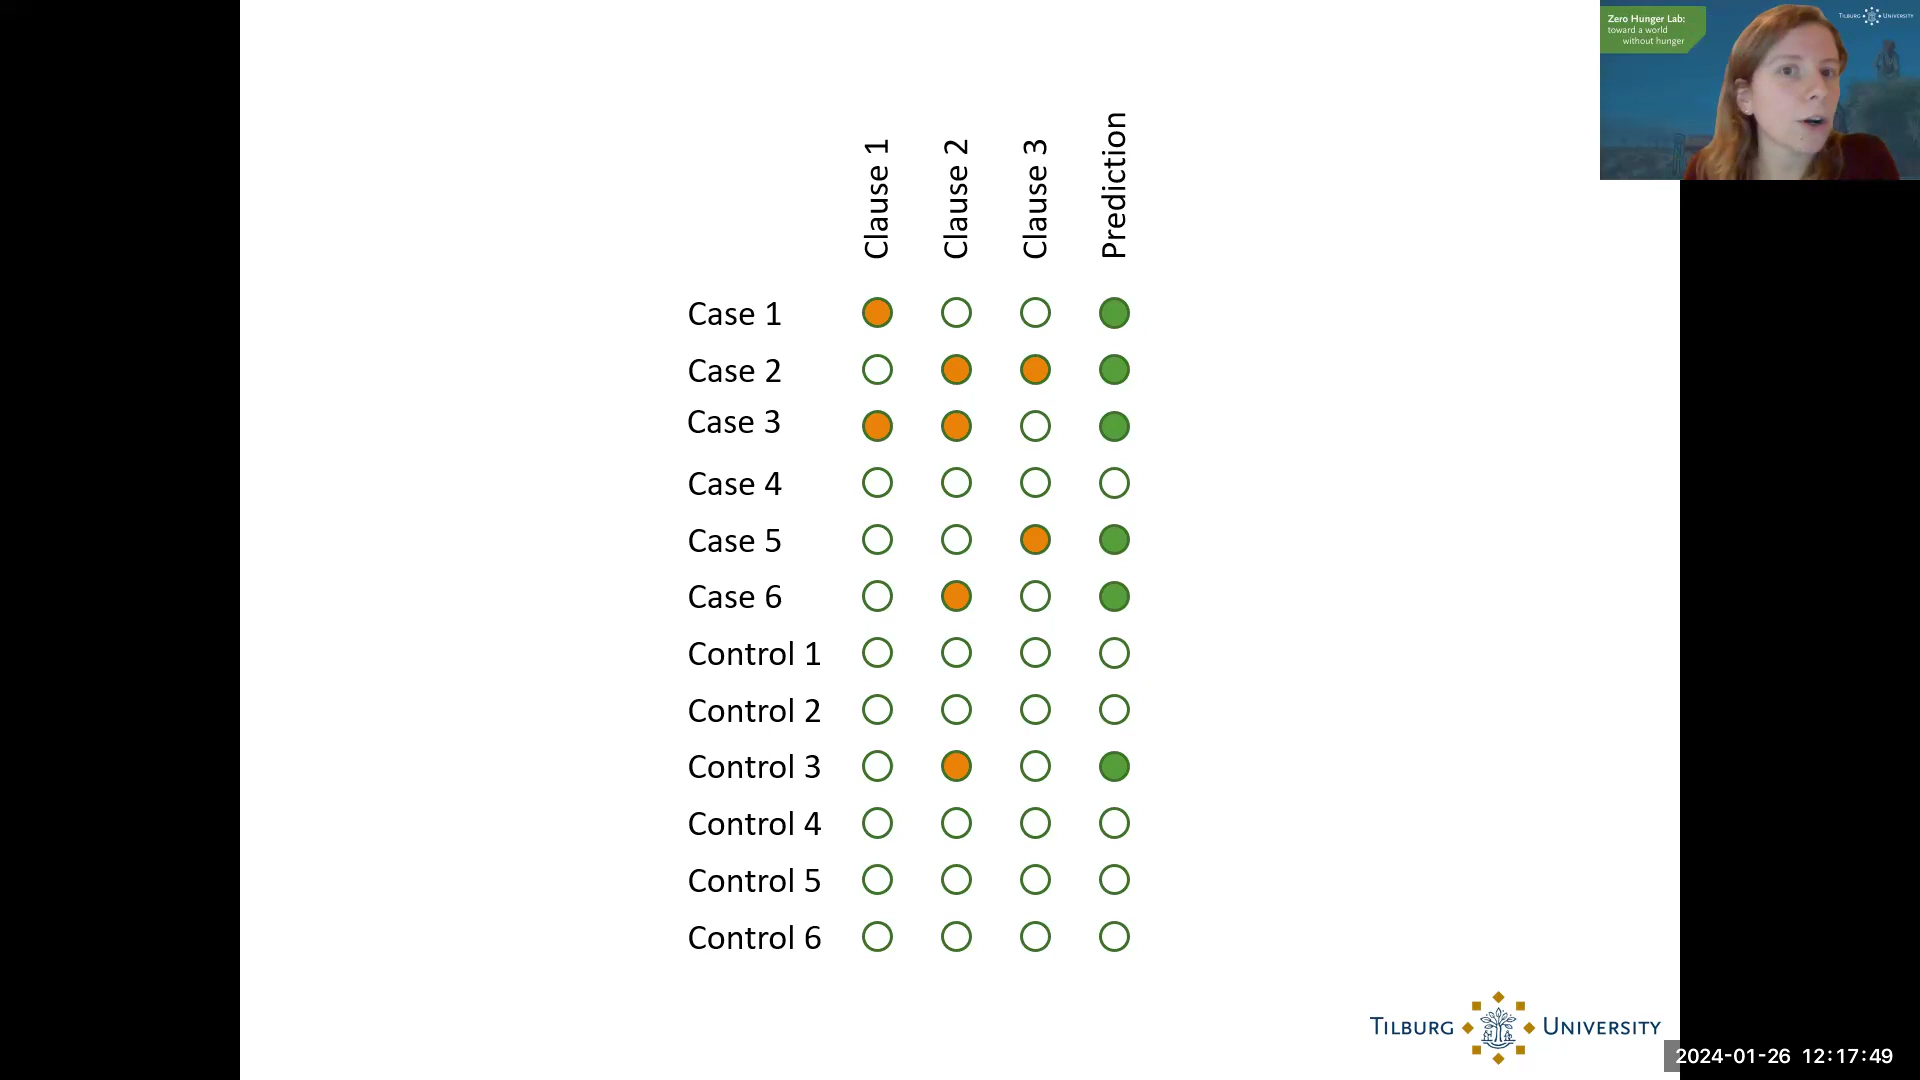 Zero Hunger Lab:
toward a world
without hunger
TILBURG UNIVERSITY
Clause 1
Clause 2
Clause 3
Prediction
Case 1
Case 2
Case 3
Case 4
Case 5
Case 6
Control 1
Control 2
Control 3
Control 4
Control 5
Control 6
TILBURG UNIVERSITY
2024-01-26 12:17:49